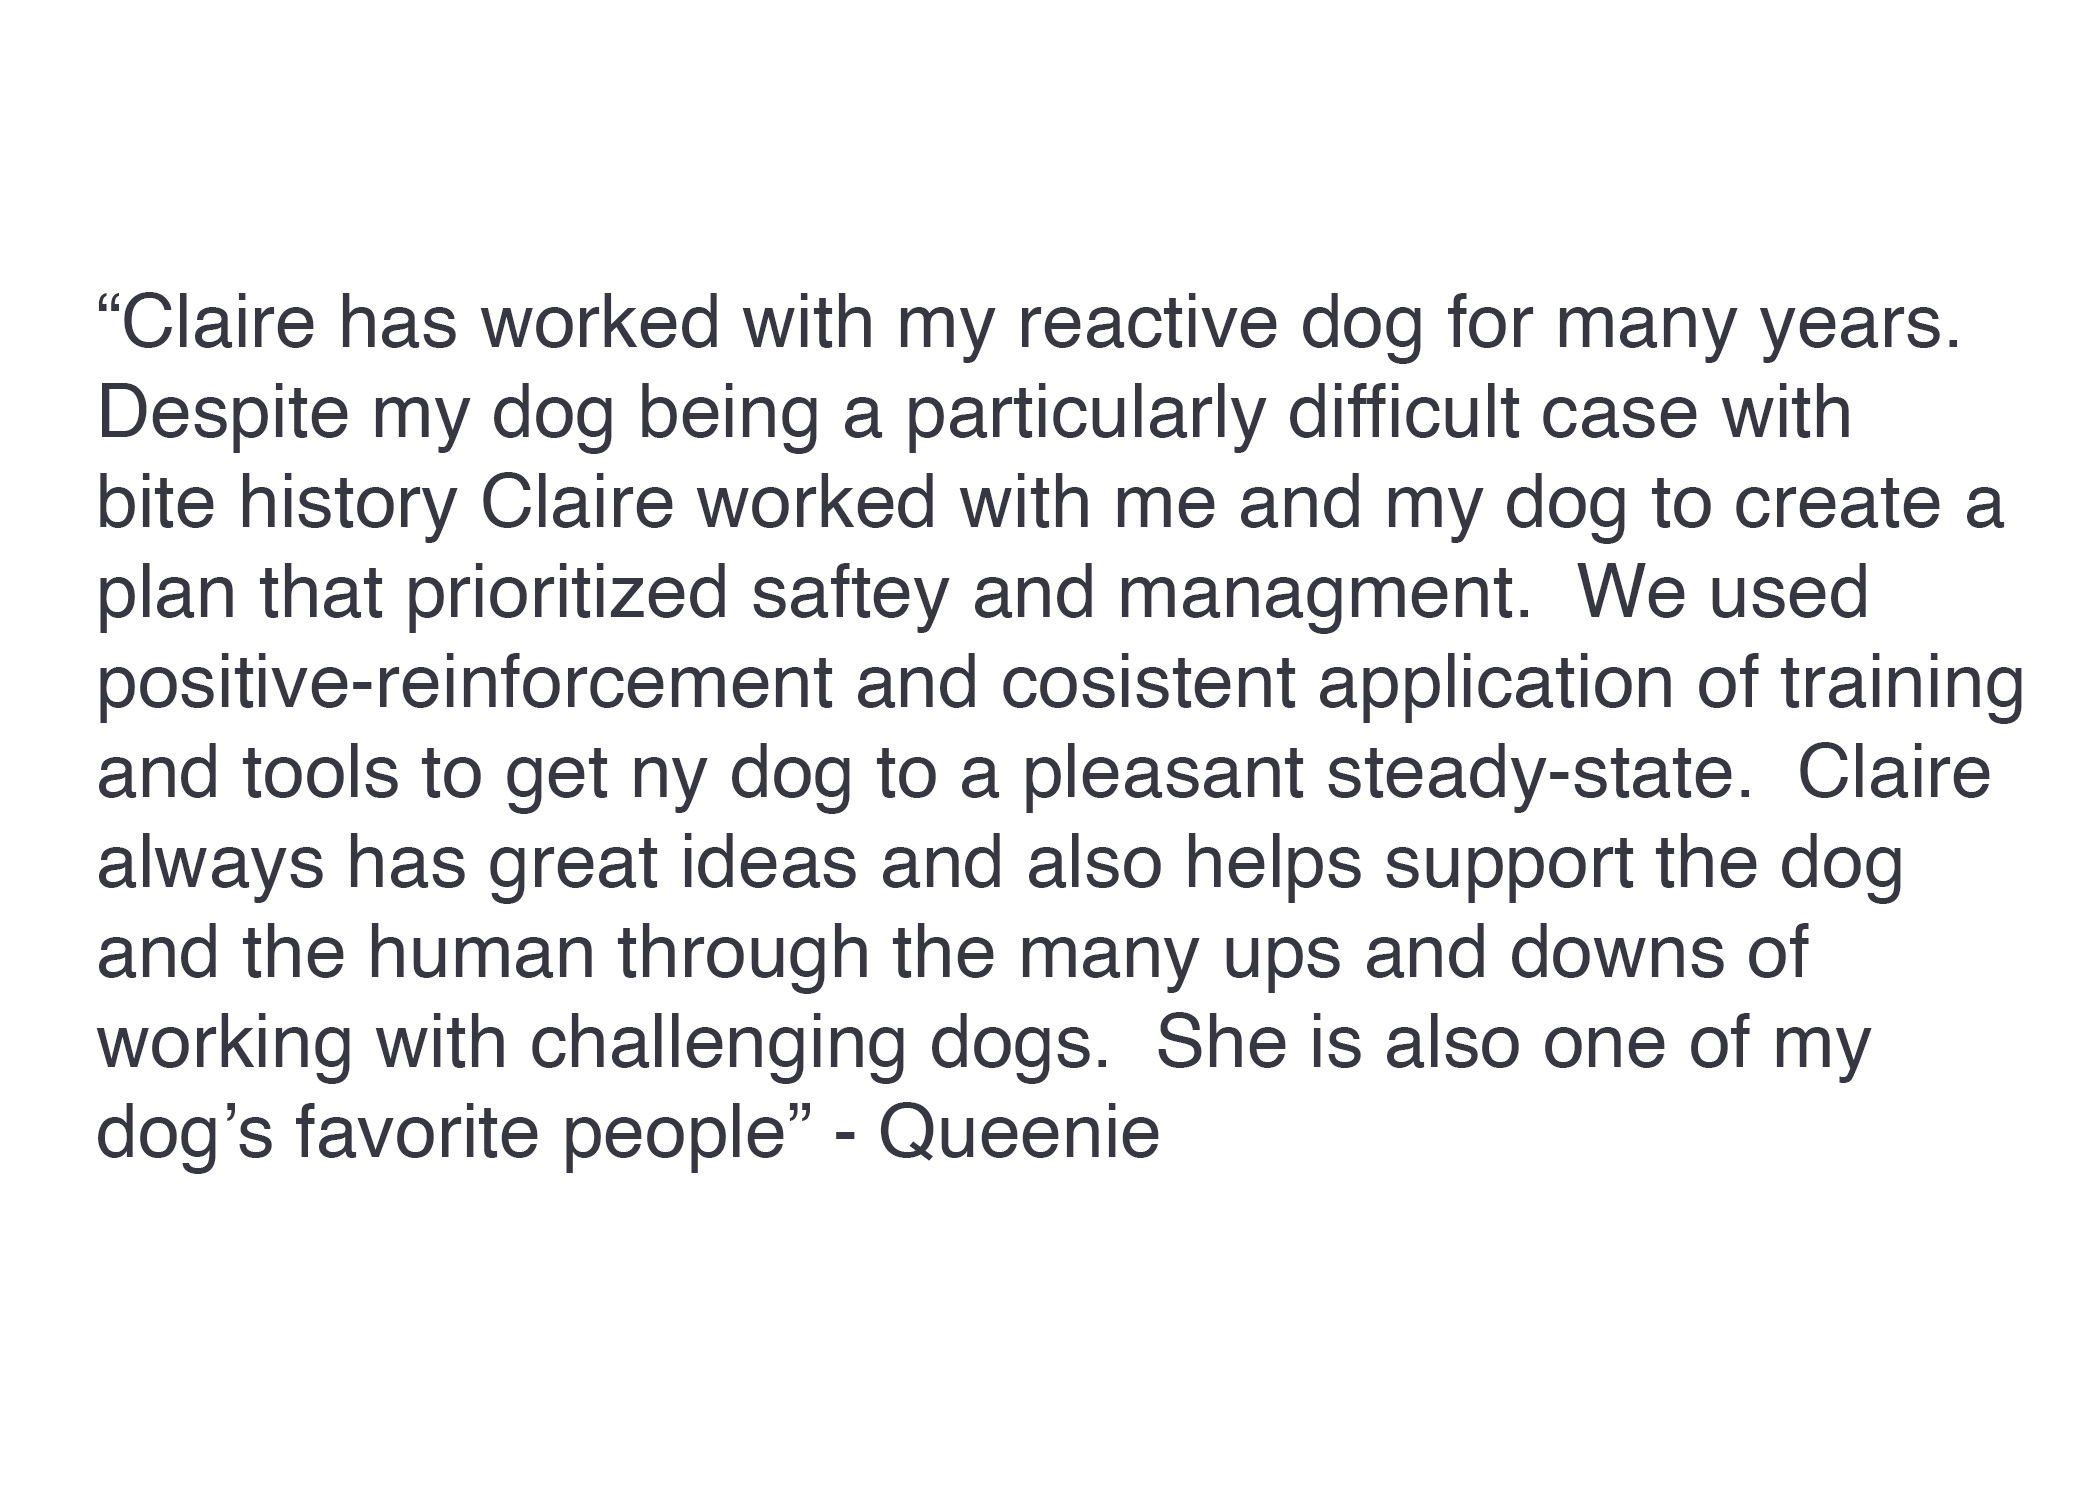 “Claire has worked with my reactive dog for many years.
Despite my dog being a particularly difficult case with
bite history Claire worked with me and my dog to create a
plan that prioritized saftey and managment.  We used
positive-reinforcement and cosistent application of training
and tools to get ny dog to a pleasant steady-state.  Claire
always has great ideas and also helps support the dog
and the human through the many ups and downs of
working with challenging dogs.  She is also one of my
dog’s favorite people” - Queenie